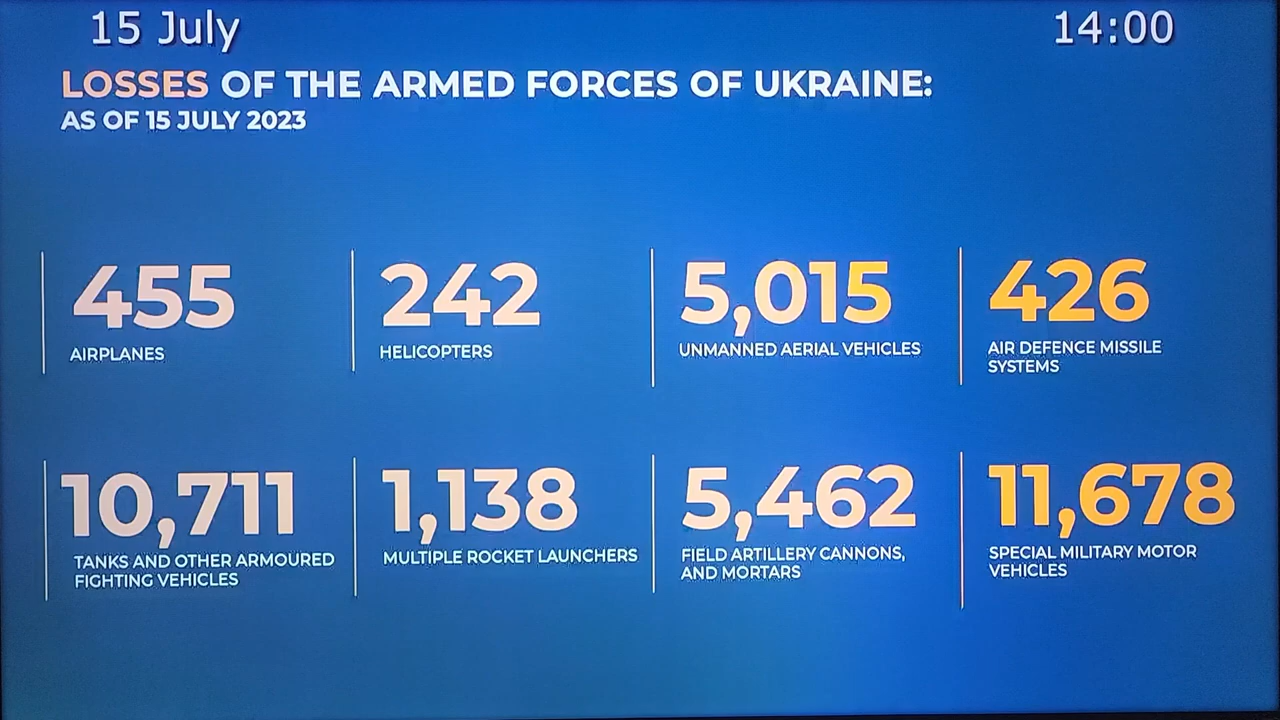 15 July 14:00
LOSSES OF THE ARMED FORCES OF UKRAINE:
AS OF 15 JULY 2023
455
AIRPLANES
242
HELICOPTERS
5,015
UNMANNED AERIAL VEHICLES
426
AIR DEFENCE MISSILE
SYSTEMS
10,711
TANKS AND OTHER ARMOURED
FIGHTING VEHICLES
1,138
MULTIPLE ROCKET LAUNCHERS
5,462
FIELD ARTILLERY CANNONS,
AND MORTARS
11,678
SPECIAL MILITARY MOTOR
VEHICLES